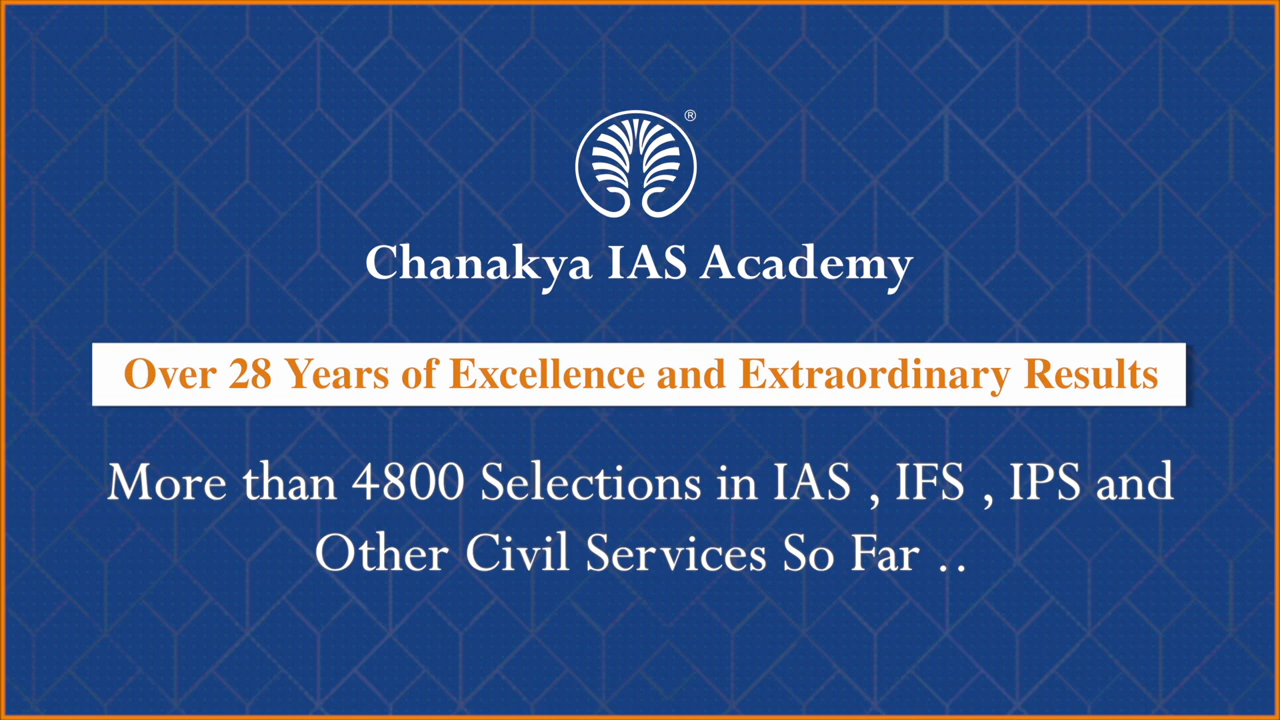 ®
Chanakya IAS Academy
Over 28 Years of Excellence and Extraordinary Results
More than 4800 Selections in IAS , IFS , IPS and
Other Civil Services So Far ..